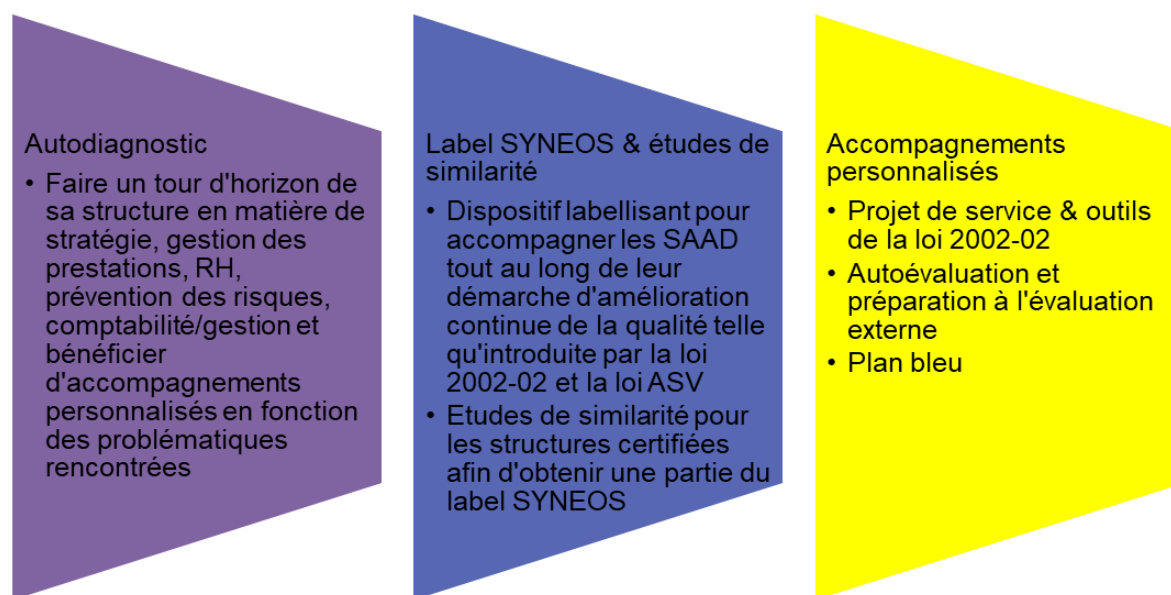 Autodiagnostic
• Faire un tour d'horizon de
sa structure en matière de
stratégie, gestion des
prestations, RH,
prévention des risques,
comptabilité/gestion et
bénéficier
d'accompagnements
personnalisés en fonction
des problématiques
rencontrées
Label SYNEOS & études de
similarité
• Dispositif labellisant pour
accompagner les SAAD
tout au long de leur
démarche d'amélioration
continue de la qualité telle
qu'introduite par la loi
2002-02 et la loi ASV
• Etudes de similarité pour
les structures certifiées
afin d'obtenir une partie du
label SYNEOS
Accompagnements
personnalisés
• Projet de service & outils
de la loi 2002-02
• Autoévaluation et
préparation à l'évaluation
externe
• Plan bleu